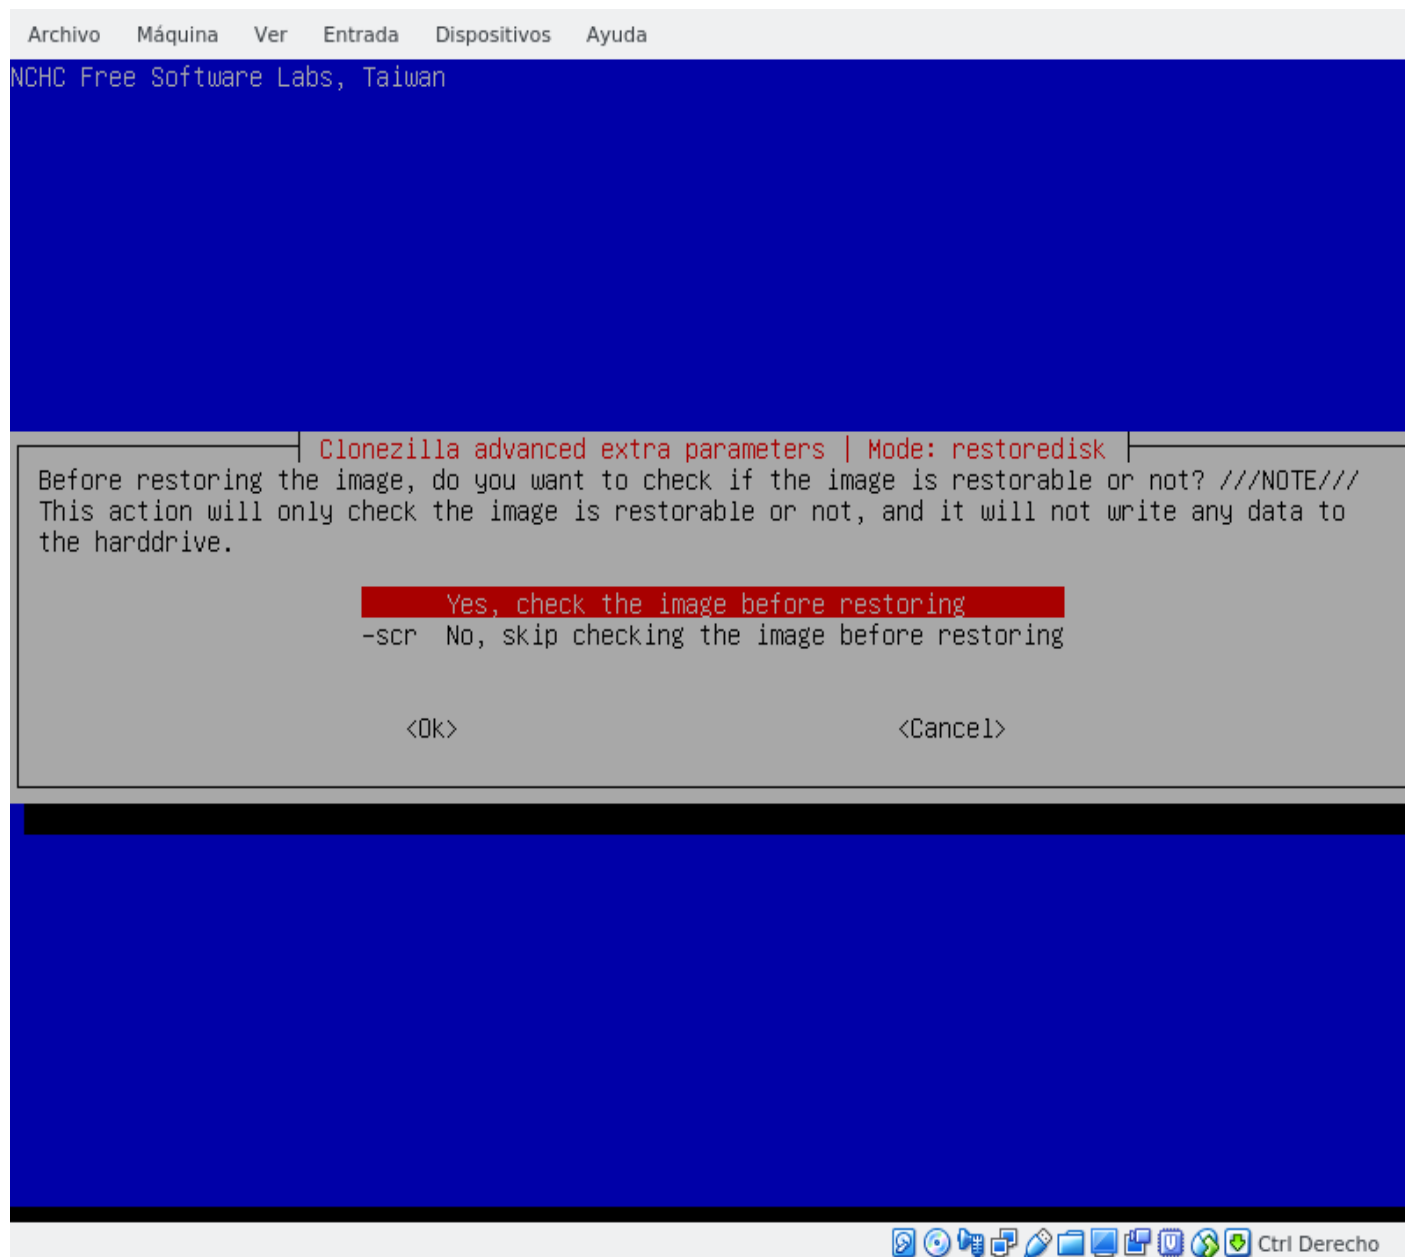 Archivo Máquina Ver Entrada Dispositivos Ayuda
NCHC Free Software Labs, Taiwan
Clonezilla advanced extra parameters | Mode: restoredisk
Before restoring the image, do you want to check if the image is restorable or not? ///NOTE///
This action will only check the image is restorable or not, and it will not write any data to
the harddrive.
Yes, check the image before restoring
-scr No, skip checking the image before restoring
<Ok> <Cancel>
Ctrl Derecho